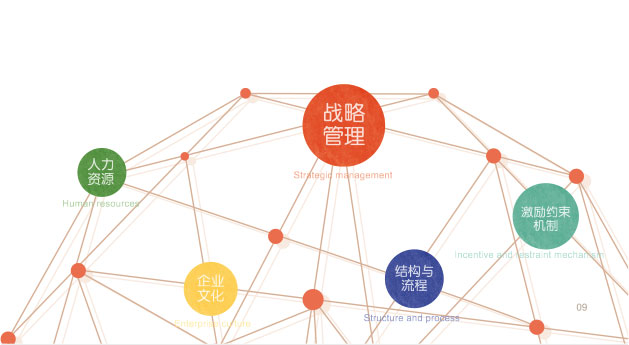 战略
管理
Strategic management
人力
资源
Human resources
激励约束
机制
Incentive and restraint mechanism
结构与
流程
Structure and process
企业
文化
Enterprise culture
09